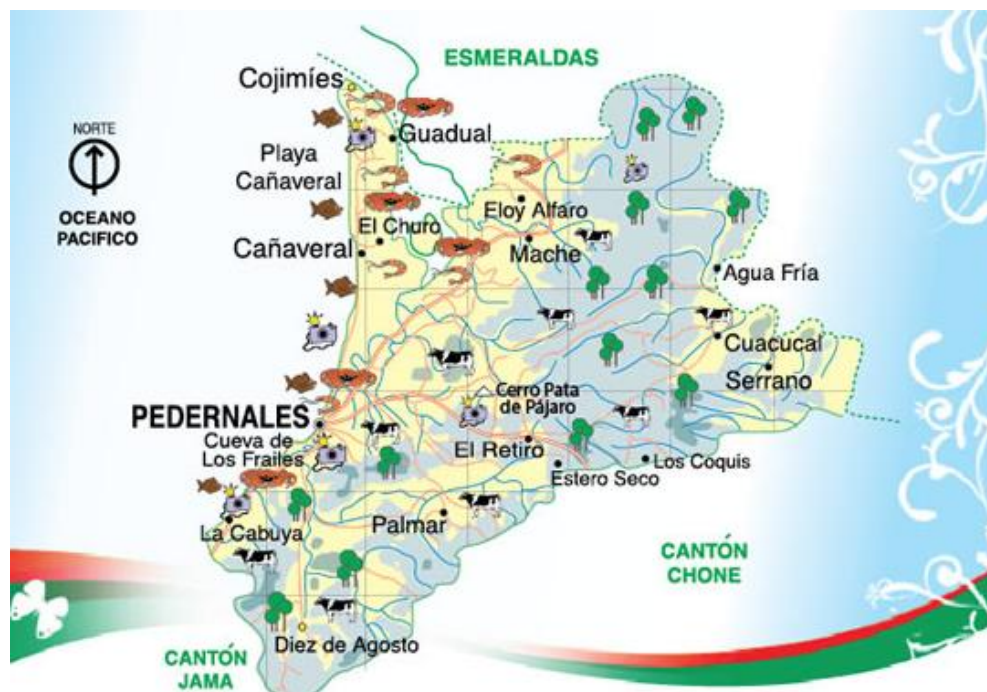 ESMERALDAS
Cojimíes
NORTE
Guadual
Playa
Cañaveral
OCEANO
PACIFICO
Eloy Alfaro
El Churo
Cañaveral
Mache
Agua Fría
Cuacucal
Serrano
Cerro Pata
de Pájaro
PEDERNALES
Cueva de
Los Frailes
El Retiro
Los Coquis
Estero Seco
La Cabuya
Palmar
CANTÓN
CHONE
Diez de Agosto
CANTÓN
JAMA